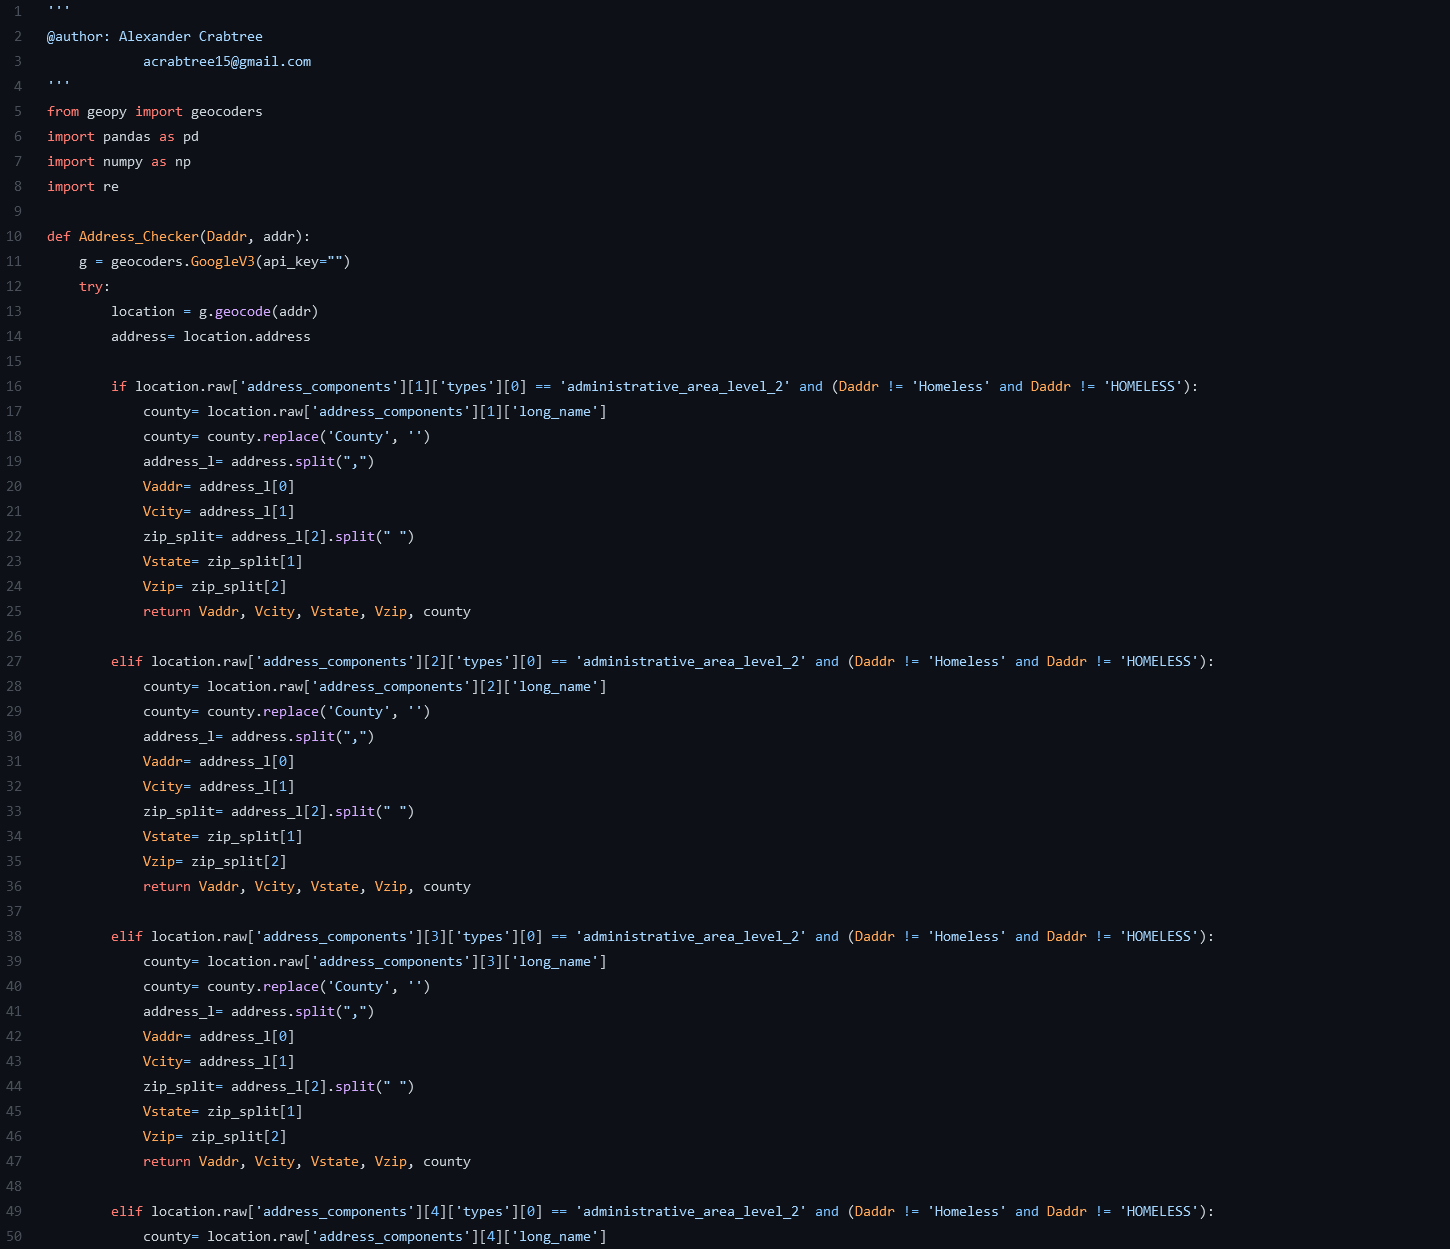 1 '''
2 @author: Alexander Crabtree
3             acrabtree15@gmail.com
4 '''
5 from geopy import geocoders
6 import pandas as pd
7 import numpy as np
8 import re
9
10 def Address_Checker(Daddr, addr):
11     g = geocoders.GoogleV3(api_key="")
12     try:
13         location = g.geocode(addr)
14         address= location.address
15
16         if location.raw['address_components'][1]['types'][0] == 'administrative_area_level_2' and (Daddr != 'Homeless' and Daddr != 'HOMELESS'):
17             county= location.raw['address_components'][1]['long_name']
18             county= county.replace('County', '')
19             address_l= address.split(",")
20             Vaddr= address_l[0]
21             Vcity= address_l[1]
22             zip_split= address_l[2].split(" ")
23             Vstate= zip_split[1]
24             Vzip= zip_split[2]
25             return Vaddr, Vcity, Vstate, Vzip, county
26
27         elif location.raw['address_components'][2]['types'][0] == 'administrative_area_level_2' and (Daddr != 'Homeless' and Daddr != 'HOMELESS'):
28             county= location.raw['address_components'][2]['long_name']
29             county= county.replace('County', '')
30             address_l= address.split(",")
31             Vaddr= address_l[0]
32             Vcity= address_l[1]
33             zip_split= address_l[2].split(" ")
34             Vstate= zip_split[1]
35             Vzip= zip_split[2]
36             return Vaddr, Vcity, Vstate, Vzip, county
37
38         elif location.raw['address_components'][3]['types'][0] == 'administrative_area_level_2' and (Daddr != 'Homeless' and Daddr != 'HOMELESS'):
39             county= location.raw['address_components'][3]['long_name']
40             county= county.replace('County', '')
41             address_l= address.split(",")
42             Vaddr= address_l[0]
43             Vcity= address_l[1]
44             zip_split= address_l[2].split(" ")
45             Vstate= zip_split[1]
46             Vzip= zip_split[2]
47             return Vaddr, Vcity, Vstate, Vzip, county
48
49         elif location.raw['address_components'][4]['types'][0] == 'administrative_area_level_2' and (Daddr != 'Homeless' and Daddr != 'HOMELESS'):
50             county= location.raw['address_components'][4]['long_name']